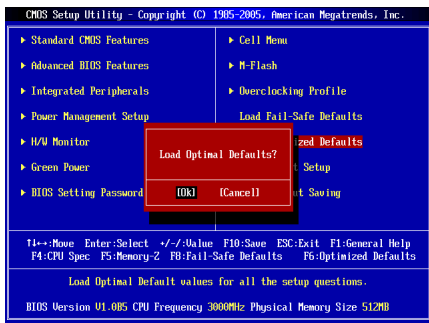 CMOS Setup Utility - Copyright (C) 1985-2005, American Megatrends, Inc.
▶ Standard CMOS Features
▶ Advanced BIOS Features
▶ Integrated Peripherals
▶ Power Management Setup
▶ H/W Monitor
▶ Green Power
▶ BIOS Setting Password
▶ Cell Menu
▶ M-Flash
▶ Overclocking Profile
Load Fail-Safe Defaults
Defaults
Setup
Saving
Load Optimal Defaults?
[Ok] [Cancel]
↑↓←→:Move Enter:Select +/-/:Value F10:Save ESC:Exit F1:General Help
F4:CPU Spec F5:Memory-Z F8:Fail-Safe Defaults F6:Optimized Defaults
Load Optimal Default values for all the setup questions.
BIOS Version V1.0B5 CPU Frequency 3000MHz Physical Memory Size 512MB